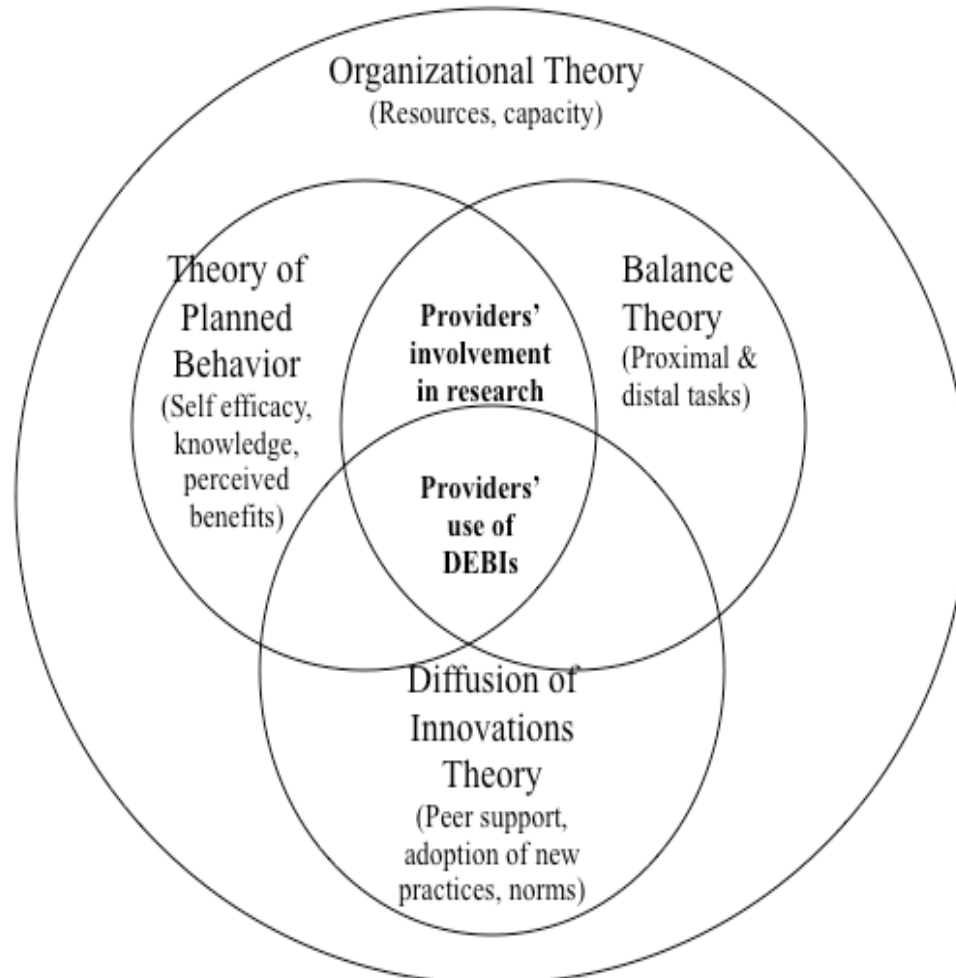 Organizational Theory
(Resources, capacity)
Theory of
Planned
Behavior
(Self efficacy,
knowledge,
perceived
benefits)
Providers’
involvement
in research
Balance
Theory
(Proximal &
distal tasks)
Providers’
use of
DEBIs
Diffusion of
Innovations
Theory
(Peer support,
adoption of new
practices, norms)